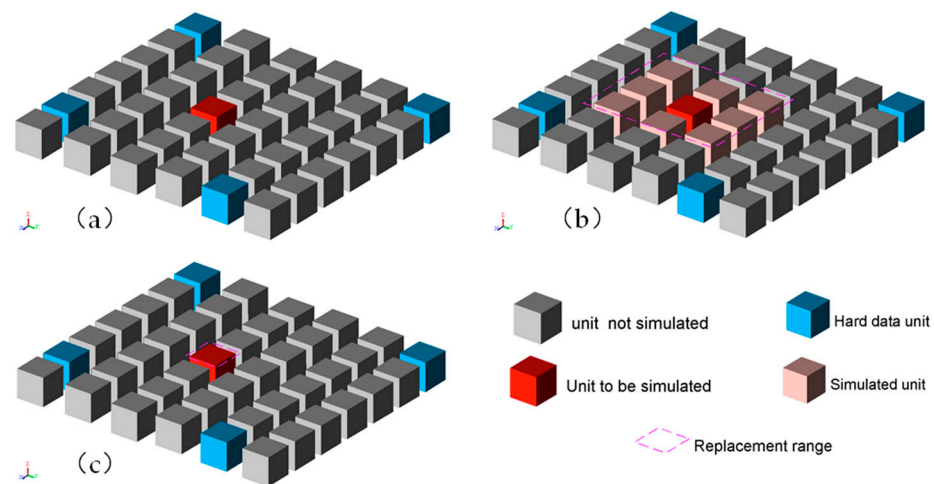 (a)
(b)
(c)
unit not simulated
Hard data unit
Unit to be simulated
Simulated unit
Replacement range